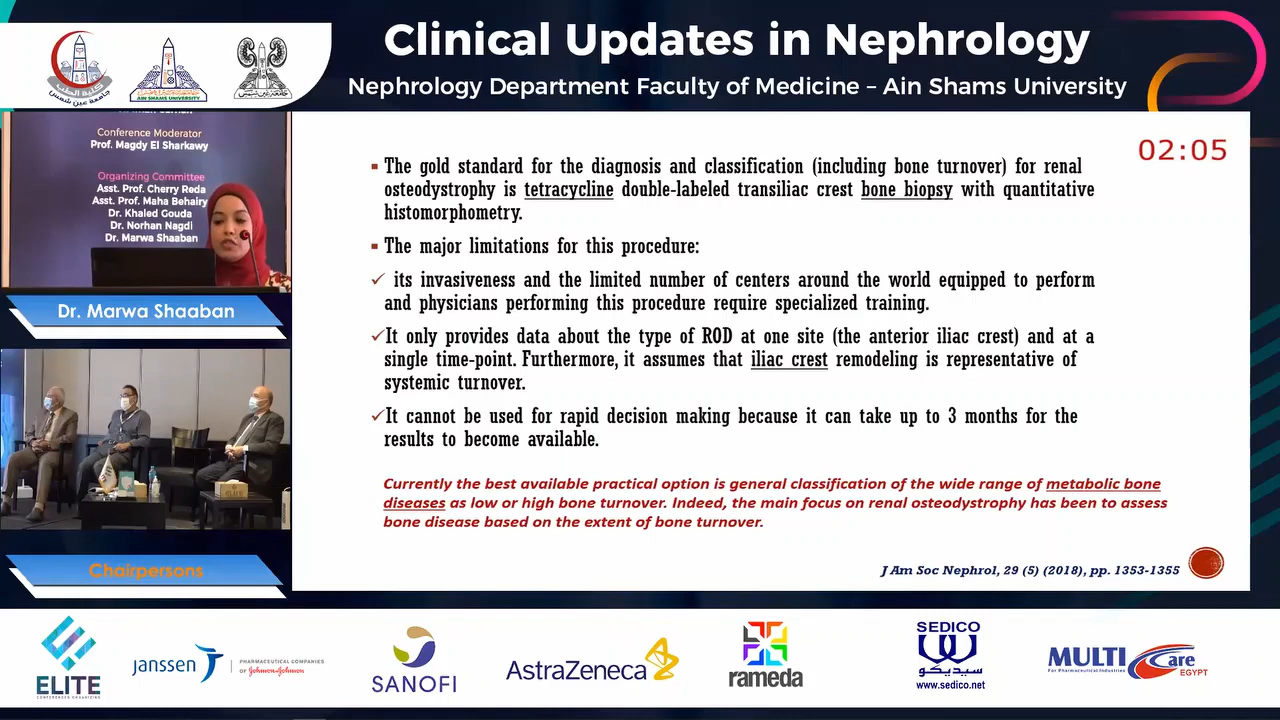 Clinical Updates in Nephrology
Nephrology Department Faculty of Medicine – Ain Shams University
AIN SHAMS UNIVERSITY
Conference Moderator
Prof. Magdy El Sharkawy
Organizing Committee
Asst. Prof. Cherry Reda
Asst. Prof. Maha Behairy
Dr. Khaled Gouda
Dr. Norhan Nagdi
Dr. Marwa Shaaban
Dr. Marwa Shaaban
Chairpersons
02:05
▪ The gold standard for the diagnosis and classification (including bone turnover) for renal
osteodystrophy is tetracycline double-labeled transiliac crest bone biopsy with quantitative
histomorphometry.
▪ The major limitations for this procedure:
✓ its invasiveness and the limited number of centers around the world equipped to perform
and physicians performing this procedure require specialized training.
✓It only provides data about the type of ROD at one site (the anterior iliac crest) and at a
single time-point. Furthermore, it assumes that iliac crest remodeling is representative of
systemic turnover.
✓It cannot be used for rapid decision making because it can take up to 3 months for the
results to become available.
Currently the best available practical option is general classification of the wide range of metabolic bone
diseases as low or high bone turnover. Indeed, the main focus on renal osteodystrophy has been to assess
bone disease based on the extent of bone turnover.
J Am Soc Nephrol, 29 (5) (2018), pp. 1353-1355
ELITE
CONFERENCES ORGANIZING
janssen
PHARMACEUTICAL COMPANIES
OF Johnson & Johnson
SANOFI
AstraZeneca
rameda
SEDICO
سيديكو
www.sedico.net
MULTI Care
For Pharmaceutical Industries
EGYPT